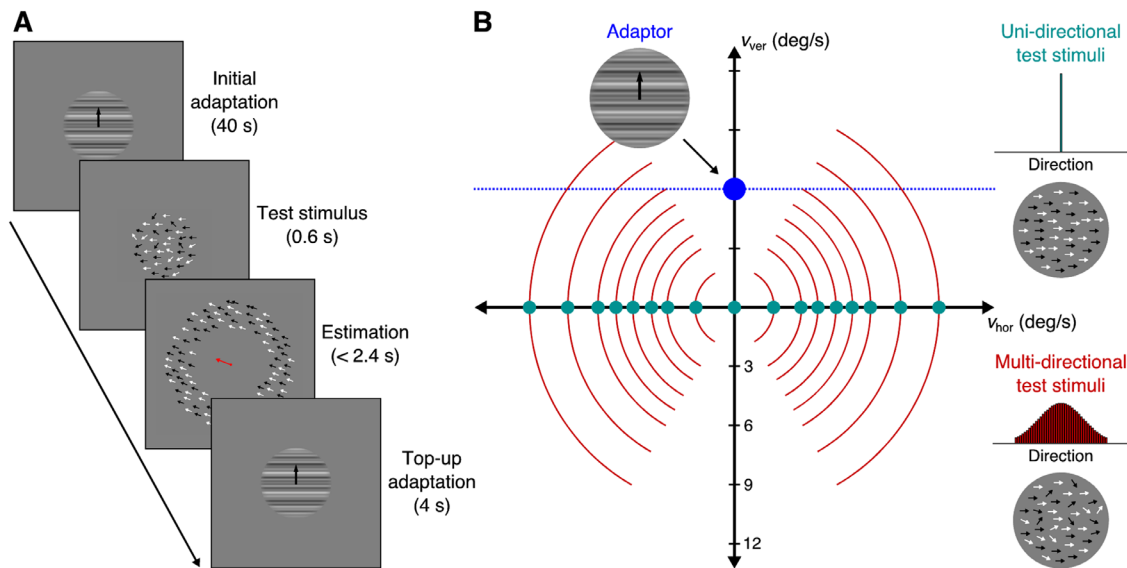 A
Initial
adaptation
(40 s)
Test stimulus
(0.6 s)
Estimation
(< 2.4 s)
Top-up
adaptation
(4 s)
B
Adaptor
vver (deg/s)
Uni-directional
test stimuli
Direction
vhor (deg/s)
3
6
9
12
Multi-directional
test stimuli
Direction